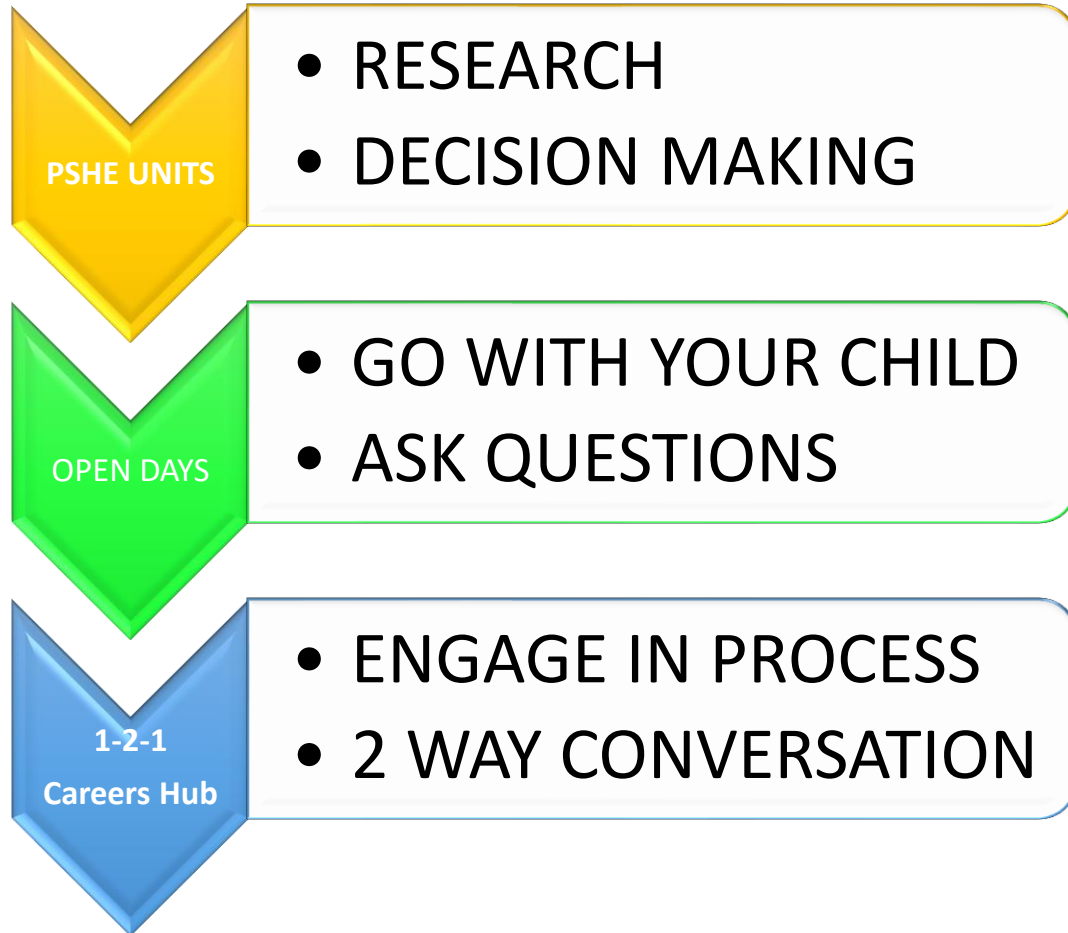 PSHE UNITS
• RESEARCH
• DECISION MAKING
OPEN DAYS
• GO WITH YOUR CHILD
• ASK QUESTIONS
1-2-1
Careers Hub
• ENGAGE IN PROCESS
• 2 WAY CONVERSATION